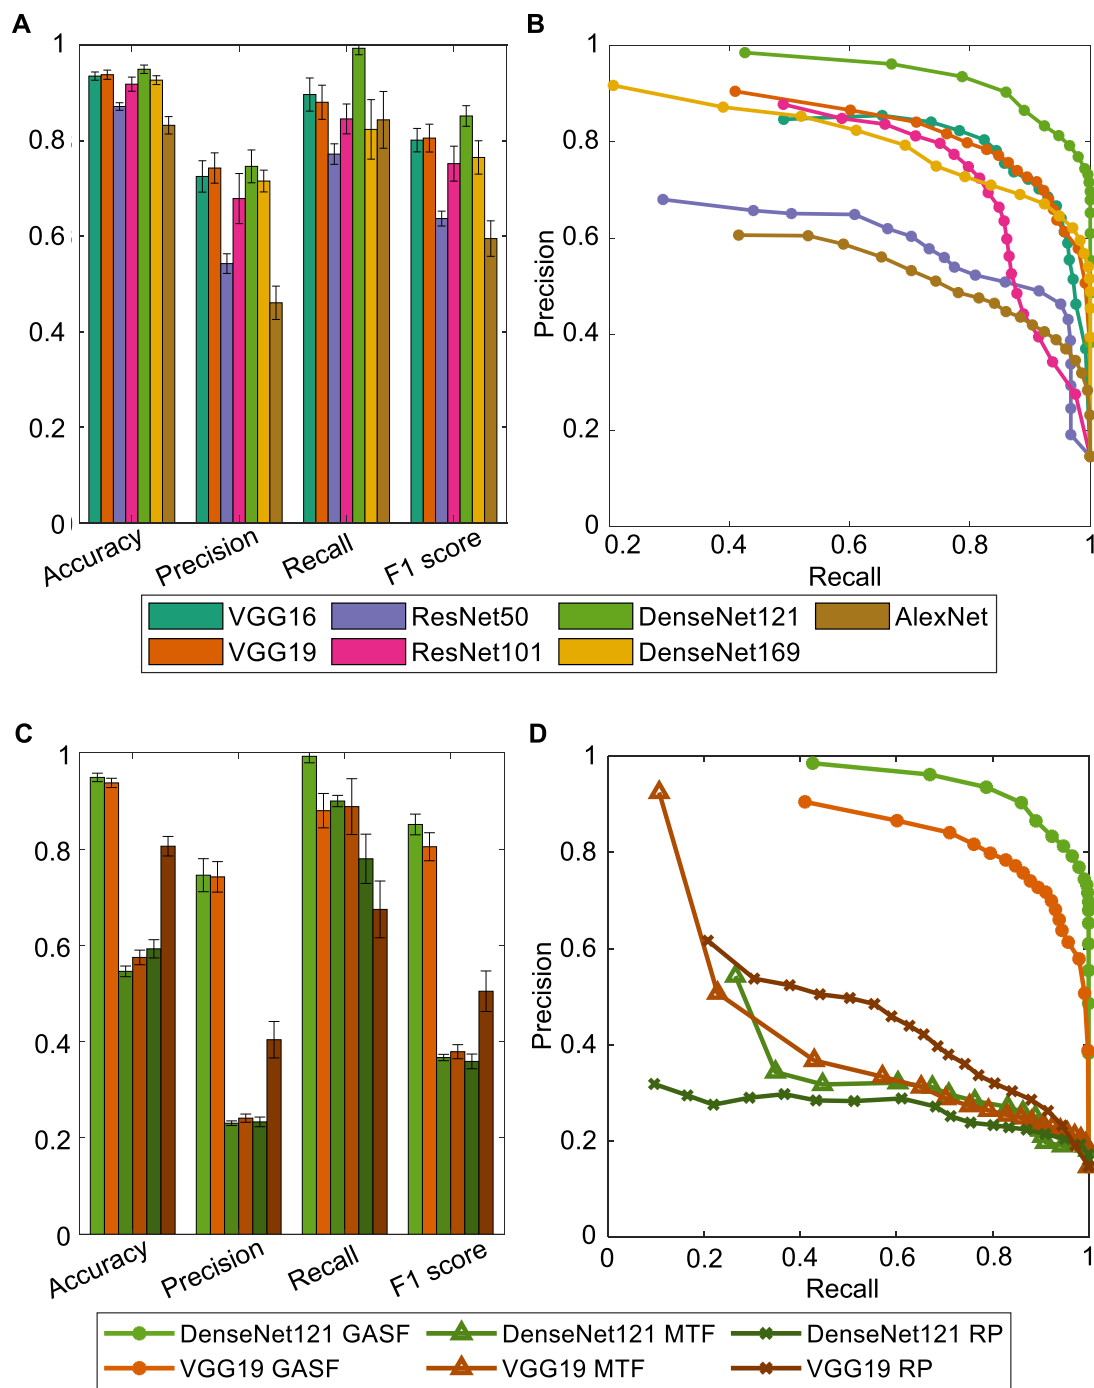 A
1
0.8
0.6
0.4
0.2
0
Accuracy
Precision
Recall
F1 score
B
1
0.8
0.6
0.4
0.2
0
Precision
0.2
0.4
0.6
0.8
1
Recall
VGG16
ResNet50
DenseNet121
AlexNet
VGG19
ResNet101
DenseNet169
C
1
0.8
0.6
0.4
0.2
0
Accuracy
Precision
Recall
F1 score
D
1
0.8
0.6
0.4
0.2
0
Precision
0
0.2
0.4
0.6
0.8
1
Recall
DenseNet121 GASF
DenseNet121 MTF
DenseNet121 RP
VGG19 GASF
VGG19 MTF
VGG19 RP